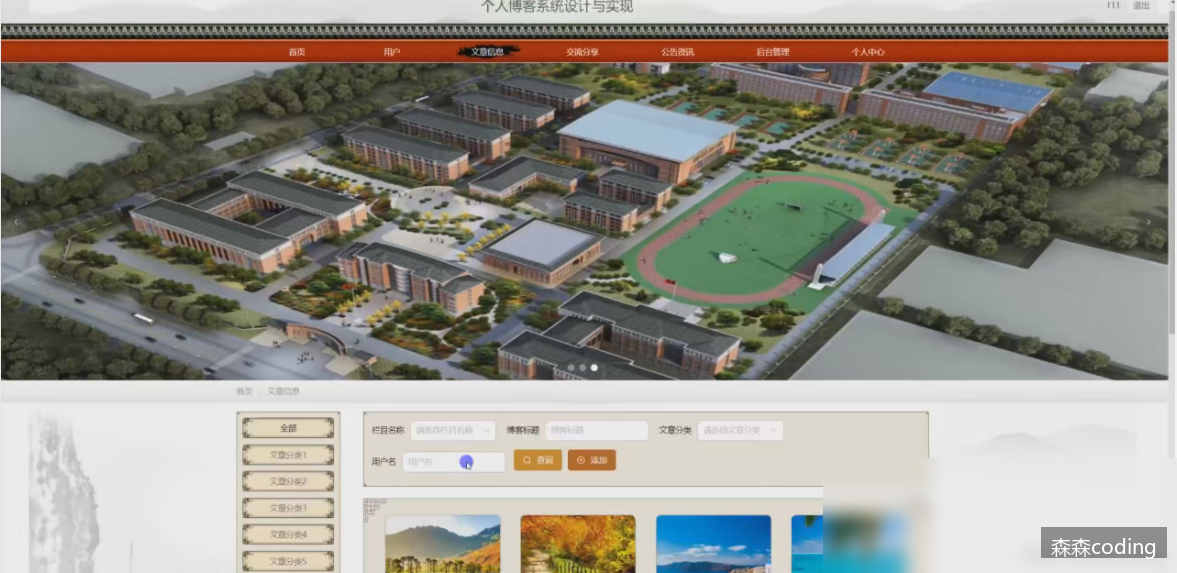 个人博客系统设计与实现
111 退出
首页 用户 文章信息 交流分享 公告资讯 后台管理 个人中心
首页 文章信息
全部
文章分类1
文章分类2
文章分类3
文章分类4
文章分类5
栏目名称 请选择栏目名称 博客标题 博客标题 文章分类 请选择文章分类
用户名 用户名 查询 添加
森森coding